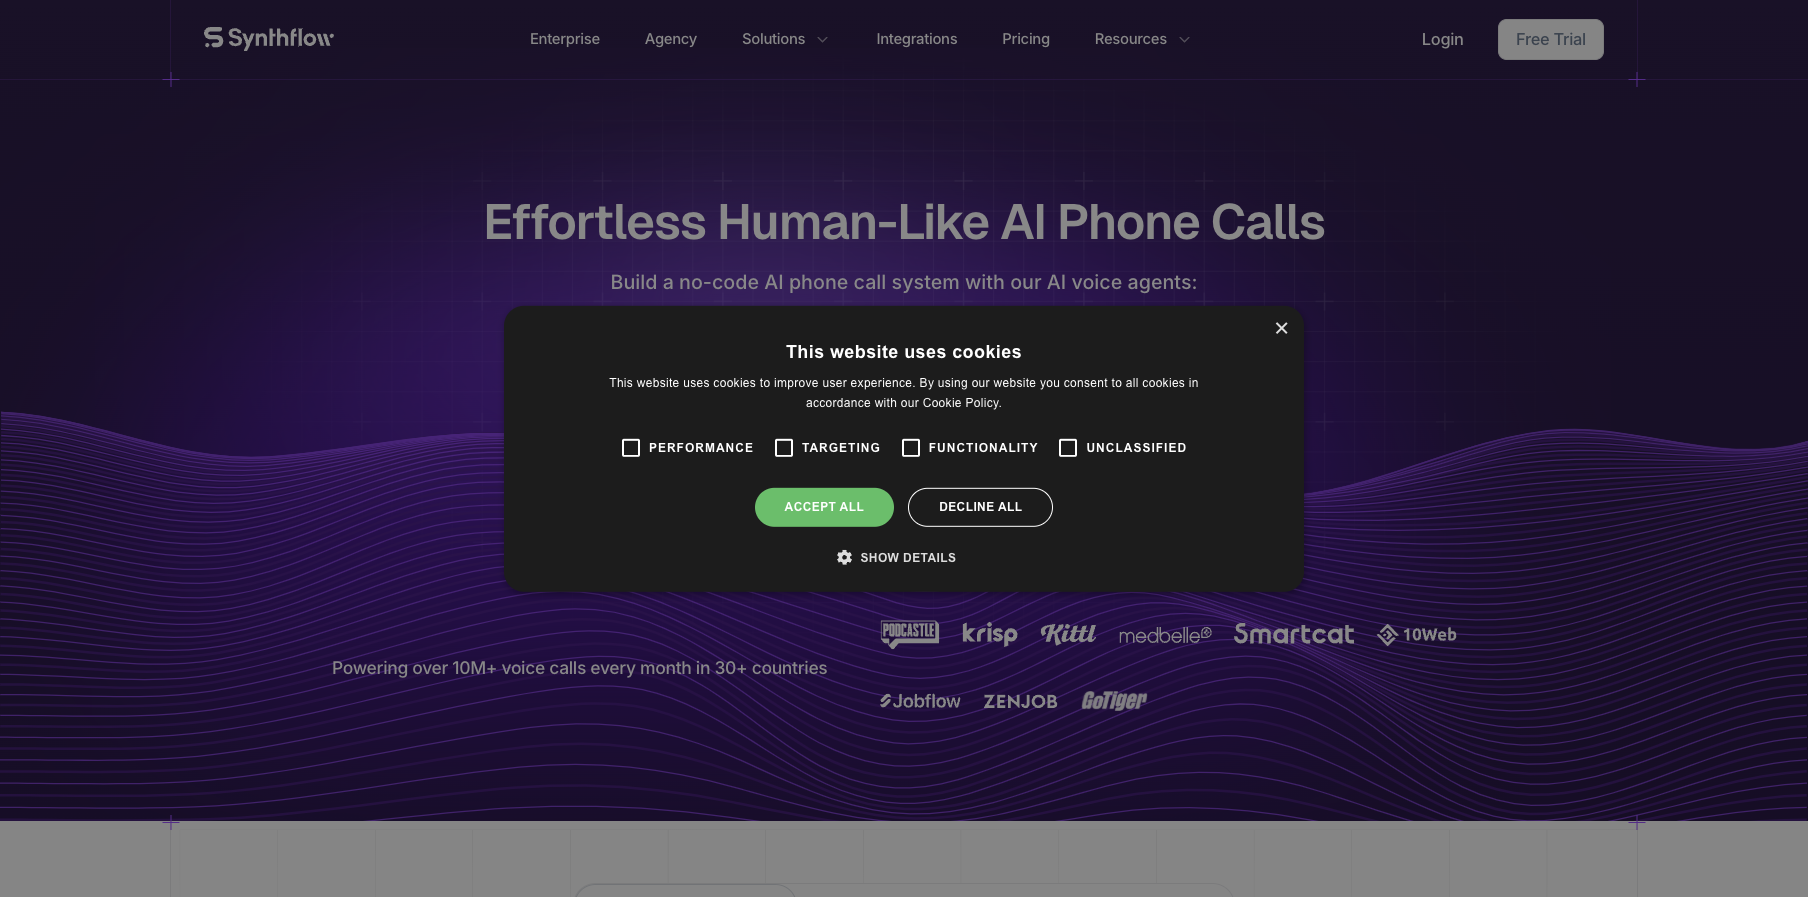 Synthflow
Enterprise
Agency
Solutions
Integrations
Pricing
Resources
Login
Free Trial
Effortless Human-Like AI Phone Calls
Build a no-code AI phone call system with our AI voice agents:
×
This website uses cookies
This website uses cookies to improve user experience. By using our website you consent to all cookies in
accordance with our Cookie Policy.
PERFORMANCE
TARGETING
FUNCTIONALITY
UNCLASSIFIED
ACCEPT ALL
DECLINE ALL
SHOW DETAILS
Powering over 10M+ voice calls every month in 30+ countries
PODCASTLE
krisp
Kittl
medbelle
Smartcat
10Web
Jobflow
ZENJOB
GoTiger